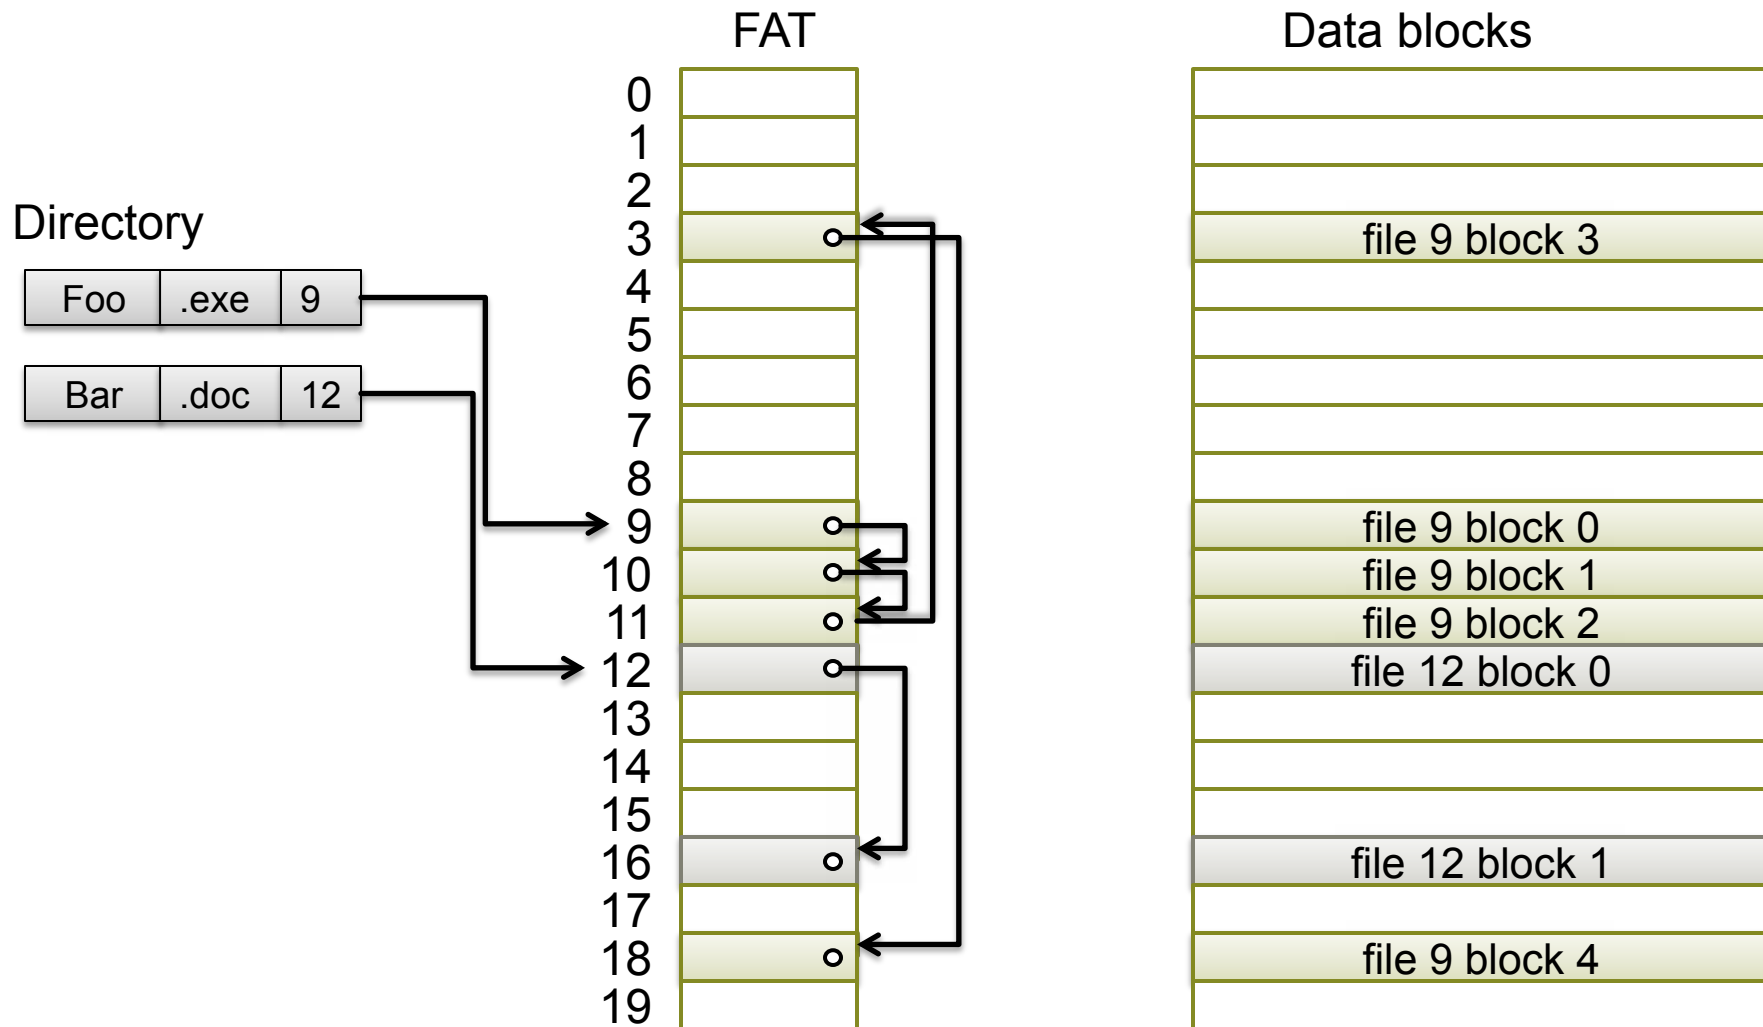 FAT
Data blocks
Directory
Foo .exe 9
Bar .doc 12
0
1
2
3 file 9 block 3
4
5
6
7
8
9 file 9 block 0
10 file 9 block 1
11 file 9 block 2
12 file 12 block 0
13
14
15
16 file 12 block 1
17
18 file 9 block 4
19